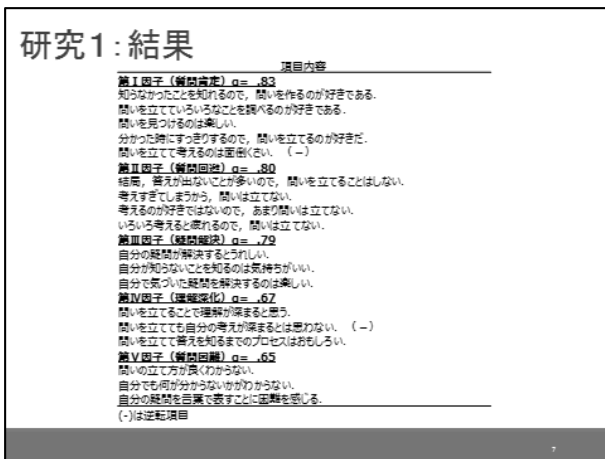 研究1:結果
項目内容
第Ⅰ因子（質問肯定）α= .83
知らなかったことを知れるので，問いを作るのが好きである.
問いを立てていろいろなことを調べるのが好きである.
問いを見つけるのは楽しい.
分かった時にすっきりするので，問いを立てるのが好きだ.
問いを立てて考えるのは面倒くさい. （－）
第Ⅱ因子（質問回避）α= .80
結局，答えが出ないことが多いので，問いを立てることはしない.
考えすぎてしまうから，問いは立てない.
考えるのが好きではないので，あまり問いは立てない.
いろいろ考えると疲れるので，問いは立てない.
第Ⅲ因子（疑問解決）α= .79
自分の疑問が解決するとうれしい.
自分が知らないことを知るのは気持ちがいい.
自分で気づいた疑問を解決するのは楽しい.
第Ⅳ因子（理解深化）α= .67
問いを立てることで理解が深まると思う.
問いを立てても自分の考えが深まるとは思わない. （－）
問いを立てて答えを知るまでのプロセスはおもしろい.
第Ⅴ因子（質問困難）α= .65
問いの立て方が良くわからない.
自分でも何が分からないかがわからない.
自分の疑問を言葉で表すことに困難を感じる.
(-)は逆転項目
7